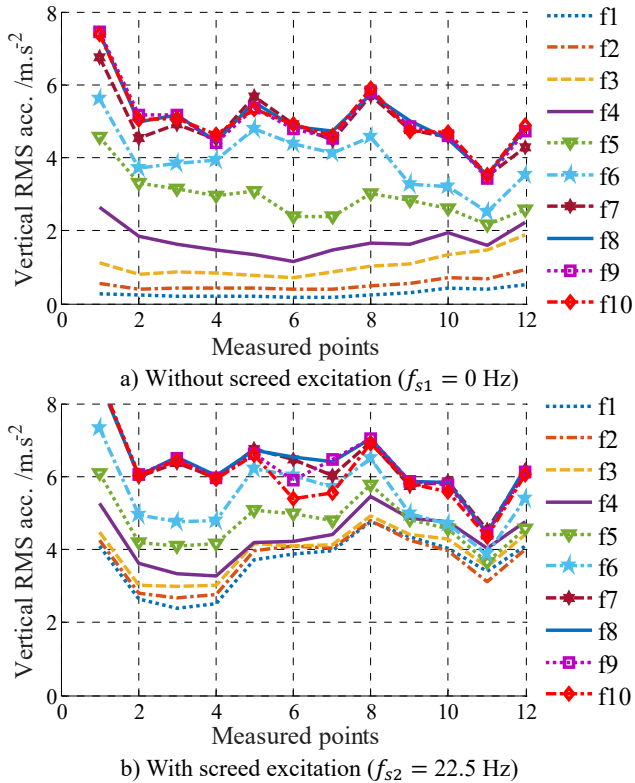 8
6
4
2
0
Vertical RMS acc. /m.s-2
0 2 4 6 8 10 12
Measured points
f1
f2
f3
f4
f5
f6
f7
f8
f9
f10
a) Without screed excitation (fs1 = 0 Hz)
8
6
4
2
0
Vertical RMS acc. /m.s-2
0 2 4 6 8 10 12
Measured points
f1
f2
f3
f4
f5
f6
f7
f8
f9
f10
b) With screed excitation (fs2 = 22.5 Hz)